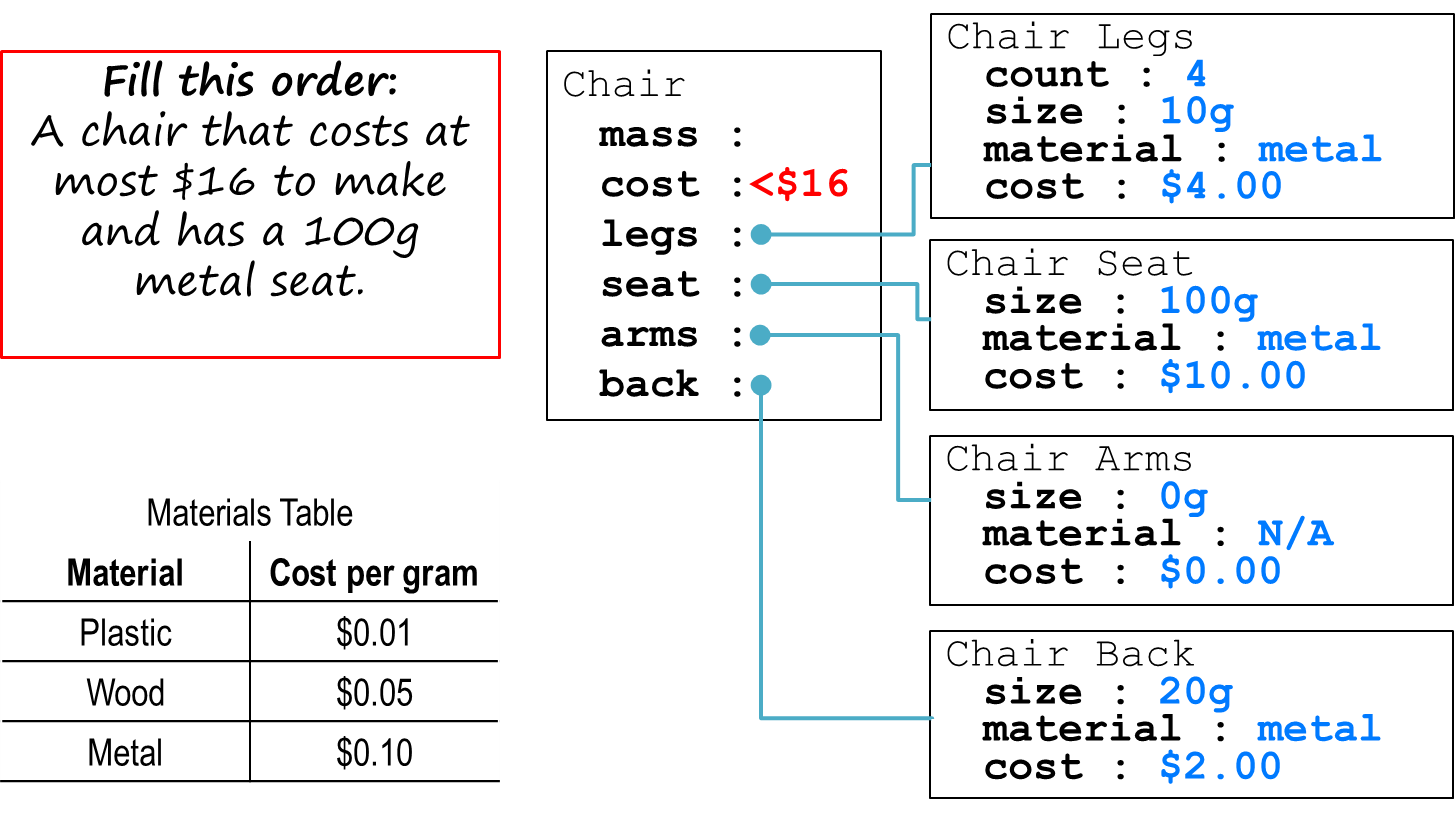 Fill this order:
A chair that costs at
most $16 to make
and has a 100g
metal seat.
Materials Table
Material Cost per gram
Plastic $0.01
Wood $0.05
Metal $0.10
Chair
mass :
cost :<$16
legs :
seat :
arms :
back :
Chair Legs
count : 4
size : 10g
material : metal
cost : $4.00
Chair Seat
size : 100g
material : metal
cost : $10.00
Chair Arms
size : 0g
material : N/A
cost : $0.00
Chair Back
size : 20g
material : metal
cost : $2.00